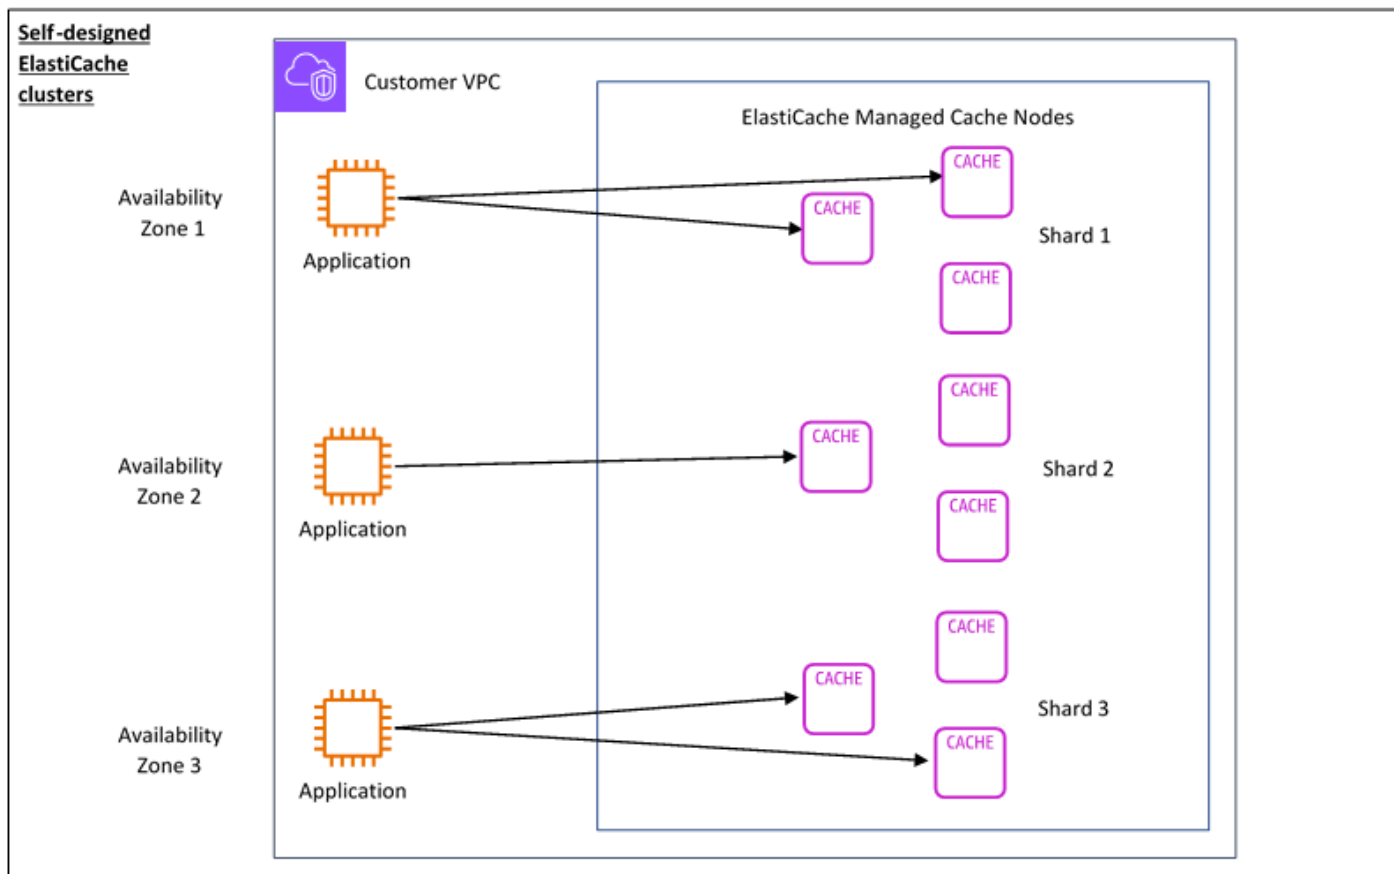 Self-designed
ElastiCache
clusters
Customer VPC
ElastiCache Managed Cache Nodes
CACHE
Availability
Zone 1
CACHE
Shard 1
Application
CACHE
CACHE
Availability
Zone 2
CACHE
Shard 2
Application
CACHE
CACHE
CACHE
Shard 3
Availability
Zone 3
CACHE
Application